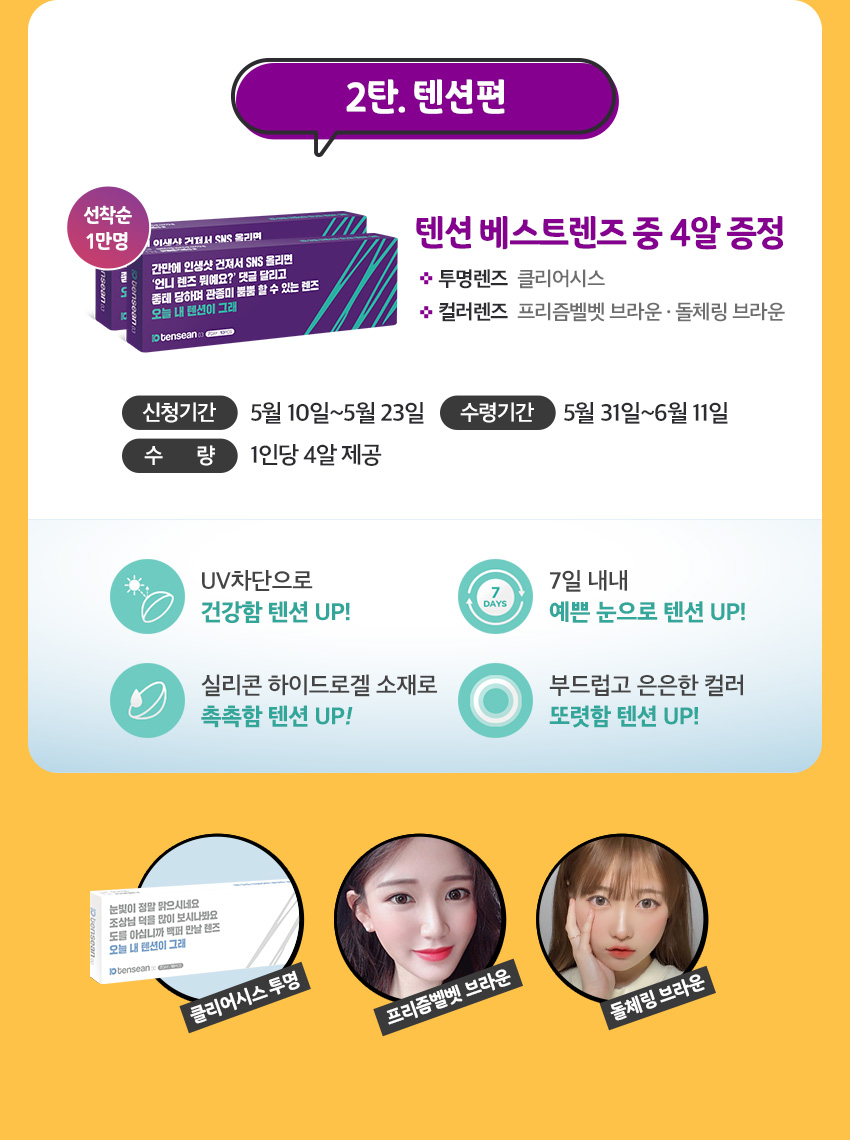 2탄. 텐션편
선착순
1만명
간만에 인생샷 건져서 SNS 올리면
'언니 렌즈 뭐예요?' 댓글 달리고
좋테 당하며 관종미 뿜뿜 할 수 있는 렌즈
오늘 내 텐션이 그래
tensean
텐션 베스트렌즈 중 4알 증정
투명렌즈 클리어시스
컬러렌즈 프리즘벨벳 브라운 · 돌체링 브라운
신청기간 5월 10일~5월 23일 수령기간 5월 31일~6월 11일
수 량 1인당 4알 제공
UV차단으로
건강함 텐션 UP!
7일 내내
예쁜 눈으로 텐션 UP!
7
DAYS
실리콘 하이드로겔 소재로
촉촉함 텐션 UP!
부드럽고 은은한 컬러
또렷함 텐션 UP!
눈빛이 정말 맑으시네요
조상님 덕을 많이 보시나봐요
도를 아십니까 백퍼 만날 렌즈
오늘 내 텐션이 그래
tensean
클리어시스 투명
프리즘벨벳 브라운
돌체링 브라운